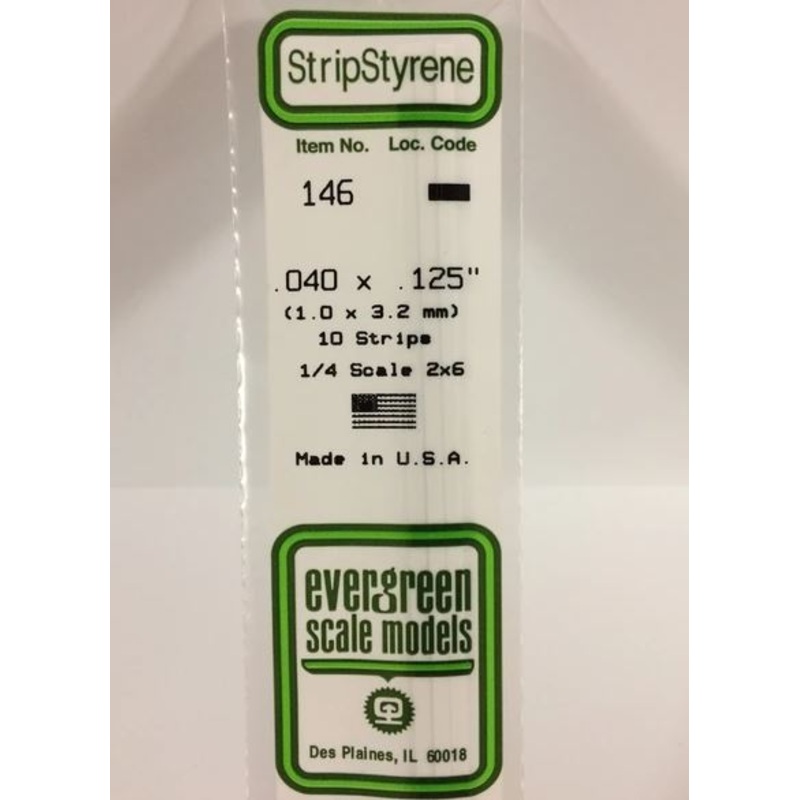 StripStyrene
Item No. Loc. Code
146
.040 x .125"
(1.0 x 3.2 mm)
10 Strips
1/4 Scale 2x6
Made in U.S.A.
evergreen
scale models
Des Plaines, IL 60018